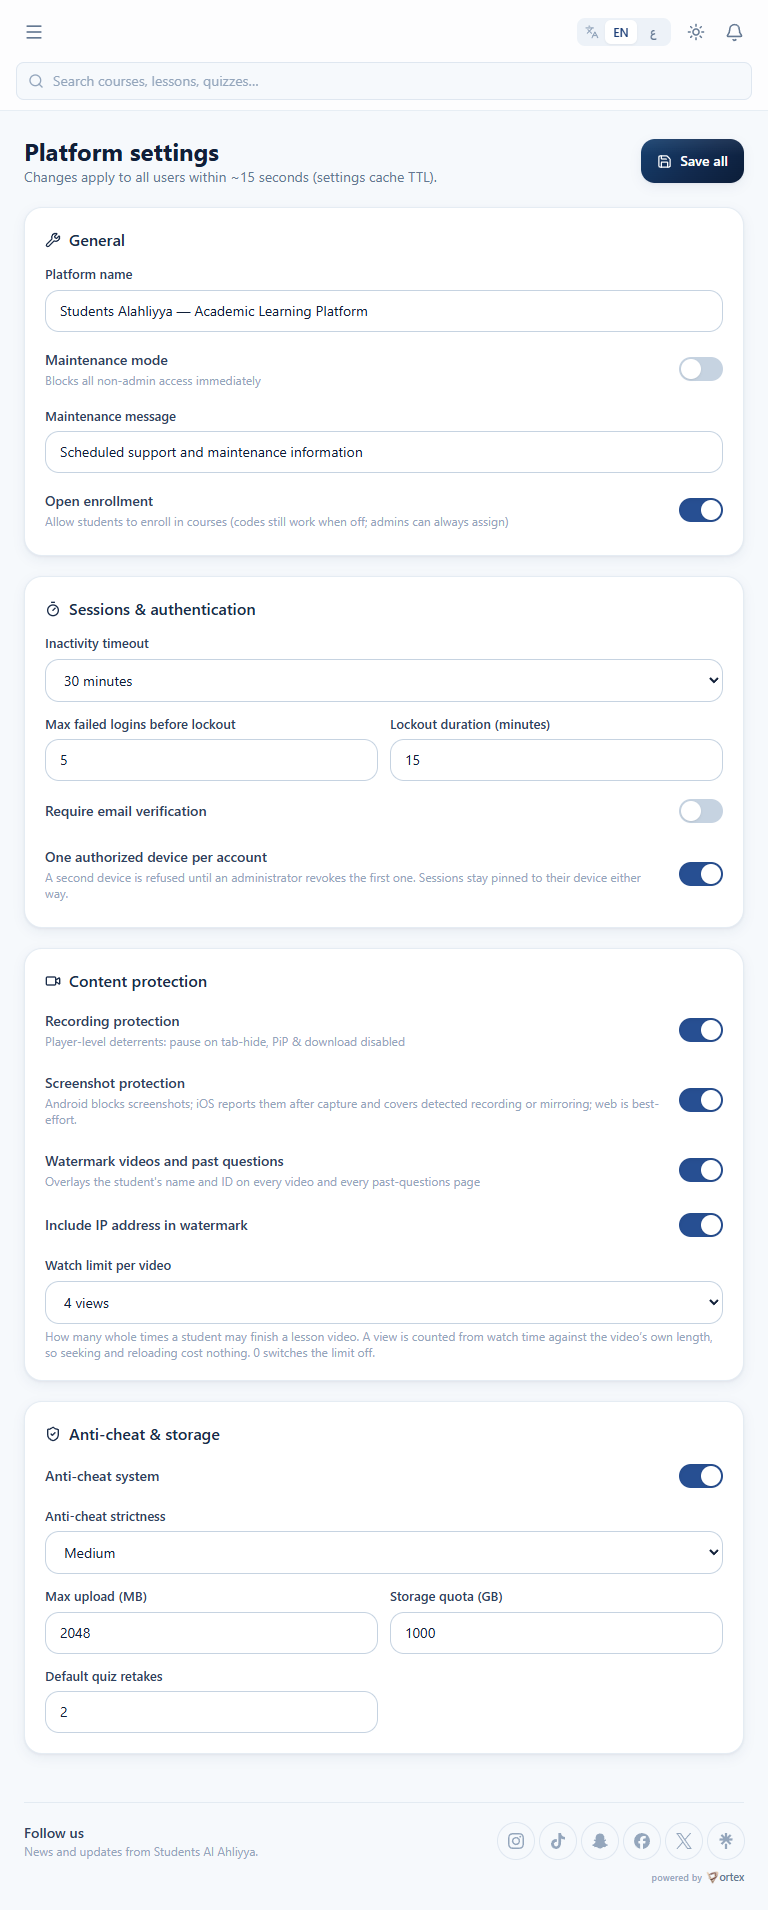 EN
ع
Search courses, lessons, quizzes...
Platform settings
Changes apply to all users within ~15 seconds (settings cache TTL).
Save all
General
Platform name
Students Alahliyya — Academic Learning Platform
Maintenance mode
Blocks all non-admin access immediately
Maintenance message
Scheduled support and maintenance information
Open enrollment
Allow students to enroll in courses (codes still work when off; admins can always assign)
Sessions & authentication
Inactivity timeout
30 minutes
Max failed logins before lockout
Lockout duration (minutes)
5
15
Require email verification
One authorized device per account
A second device is refused until an administrator revokes the first one. Sessions stay pinned to their device either
way.
Content protection
Recording protection
Player-level deterrents: pause on tab-hide, PiP & download disabled
Screenshot protection
Android blocks screenshots; iOS reports them after capture and covers detected recording or mirroring; web is best-
effort.
Watermark videos and past questions
Overlays the student's name and ID on every video and every past-questions page
Include IP address in watermark
Watch limit per video
4 views
How many whole times a student may finish a lesson video. A view is counted from watch time against the video's own length,
so seeking and reloading cost nothing. 0 switches the limit off.
Anti-cheat & storage
Anti-cheat system
Anti-cheat strictness
Medium
Max upload (MB)
Storage quota (GB)
2048
1000
Default quiz retakes
2
Follow us
News and updates from Students Al Ahliyya.
powered by ortex